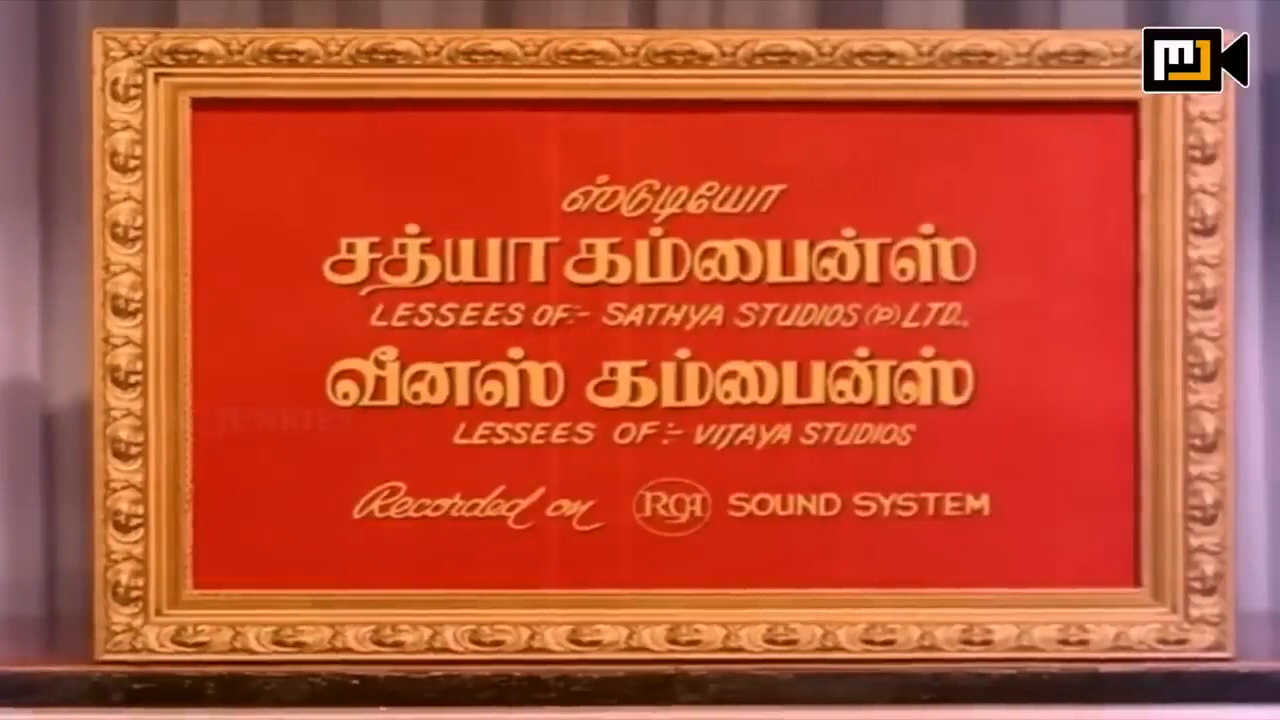 ஸ்டுடியோ
சத்யா கம்பைன்ஸ்
LESSEES OF:- SATHYA STUDIOS (P) LTD.
வீனஸ் கம்பைன்ஸ்
LESSEES OF:- VIJAYA STUDIOS
Recorded on RCA SOUND SYSTEM